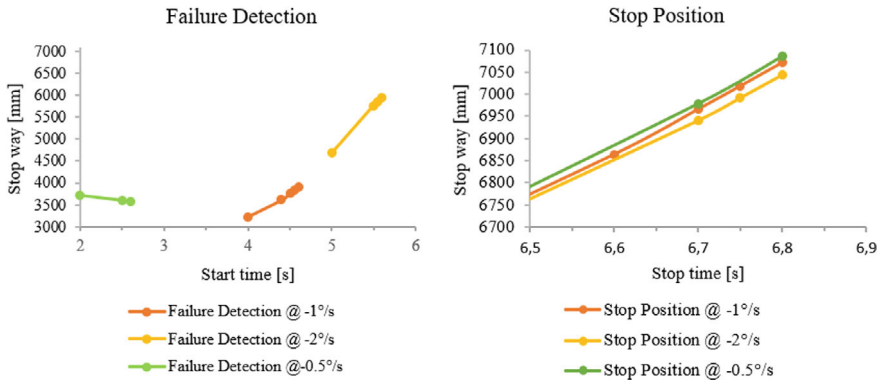 Failure Detection
Stop way [mm]
7000
6500
6000
5500
5000
4500
4000
3500
3000
2
3
4
5
6
Start time [s]
Failure Detection @ -1°/s
Failure Detection @ -2°/s
Failure Detection @-0.5°/s
Stop Position
Stop way [mm]
7100
7050
7000
6950
6900
6850
6800
6750
6700
6,5
6,6
6,7
6,8
6,9
Stop time [s]
Stop Position @ -1°/s
Stop Position @ -2°/s
Stop Position @ -0.5°/s